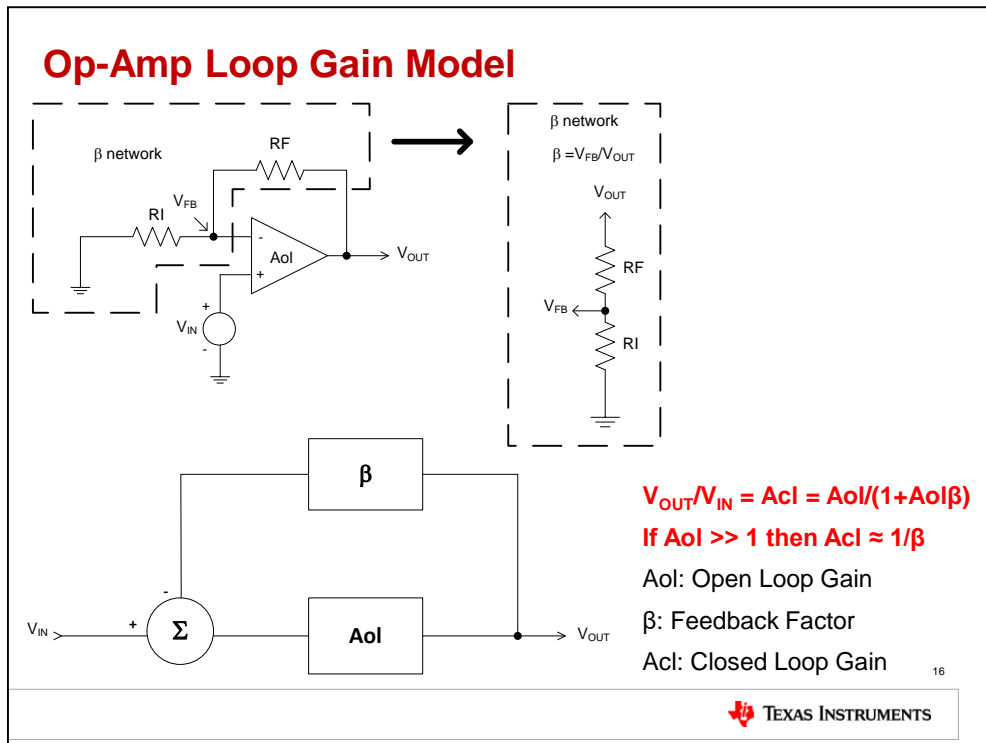 Op-Amp Loop Gain Model
β network
RF
RI
VFB
-
+
Aol
VOUT
+
VIN
-
β network
β =VFB/VOUT
VOUT
RF
VFB
RI
β
-
VIN
+
Σ
Aol
VOUT
VOUT/VIN = Acl = Aol/(1+Aolβ)
If Aol >> 1 then Acl ≈ 1/β
Aol: Open Loop Gain
β: Feedback Factor
Acl: Closed Loop Gain
16
TEXAS INSTRUMENTS